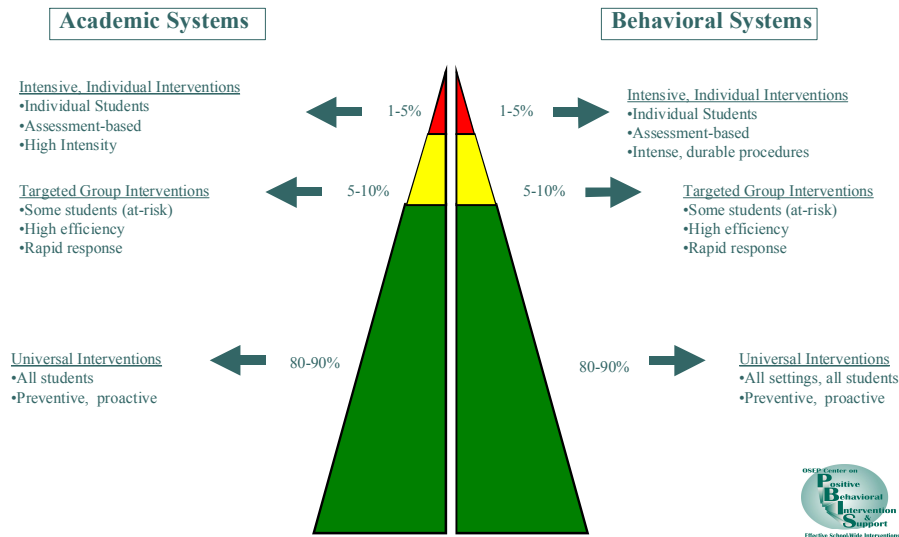 Academic Systems
Behavioral Systems
Intensive, Individual Interventions
•Individual Students
•Assessment-based
•High Intensity
1-5%
1-5%
Intensive, Individual Interventions
•Individual Students
•Assessment-based
•Intense, durable procedures
Targeted Group Interventions
•Some students (at-risk)
•High efficiency
•Rapid response
5-10%
5-10%
Targeted Group Interventions
•Some students (at-risk)
•High efficiency
•Rapid response
Universal Interventions
•All students
•Preventive, proactive
80-90%
80-90%
Universal Interventions
•All settings, all students
•Preventive, proactive
OSEP Center on
Positive
Behavioral
Intervention
&
Support
Effective School-Wide Interventions